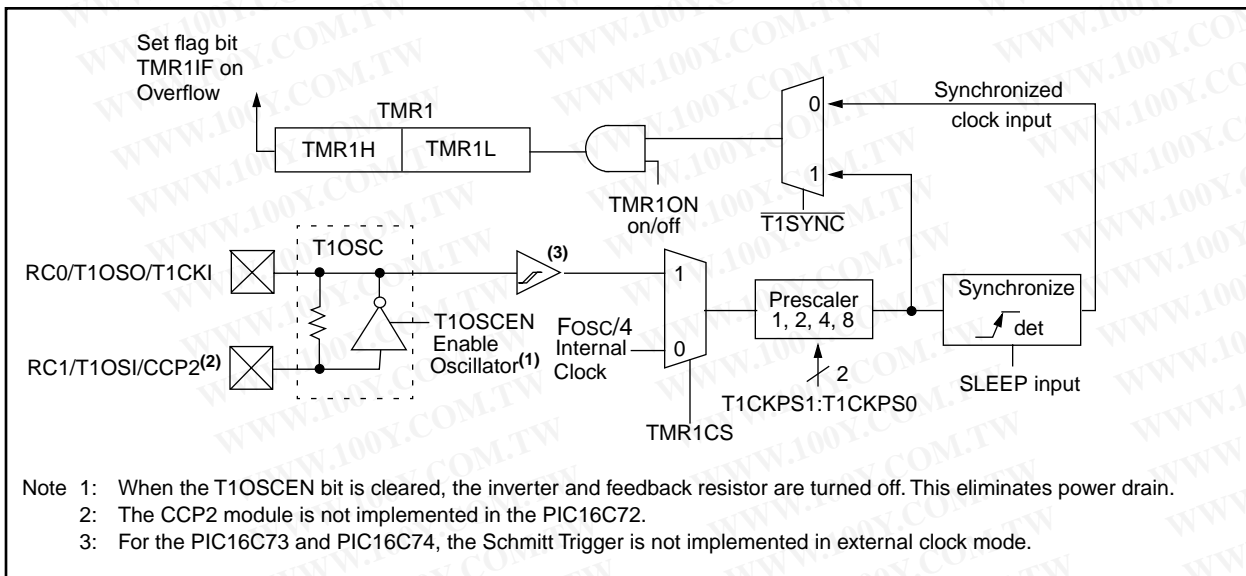 Set flag bit
TMR1IF on
Overflow
TMR1
TMR1H
TMR1L
TMR1ON
on/off
0
1
T1SYNC
Synchronized
clock input
RC0/T1OSO/T1CKI
T1OSC
(3)
RC1/T1OSI/CCP2(2)
T1OSCEN
Enable
Oscillator(1)
FOSC/4
Internal
Clock
1
0
TMR1CS
Prescaler
1, 2, 4, 8
2
T1CKPS1:T1CKPS0
Synchronize
det
SLEEP input
Note 1: When the T1OSCEN bit is cleared, the inverter and feedback resistor are turned off. This eliminates power drain.
2: The CCP2 module is not implemented in the PIC16C72.
3: For the PIC16C73 and PIC16C74, the Schmitt Trigger is not implemented in external clock mode.
WWW.100Y.COM.TW